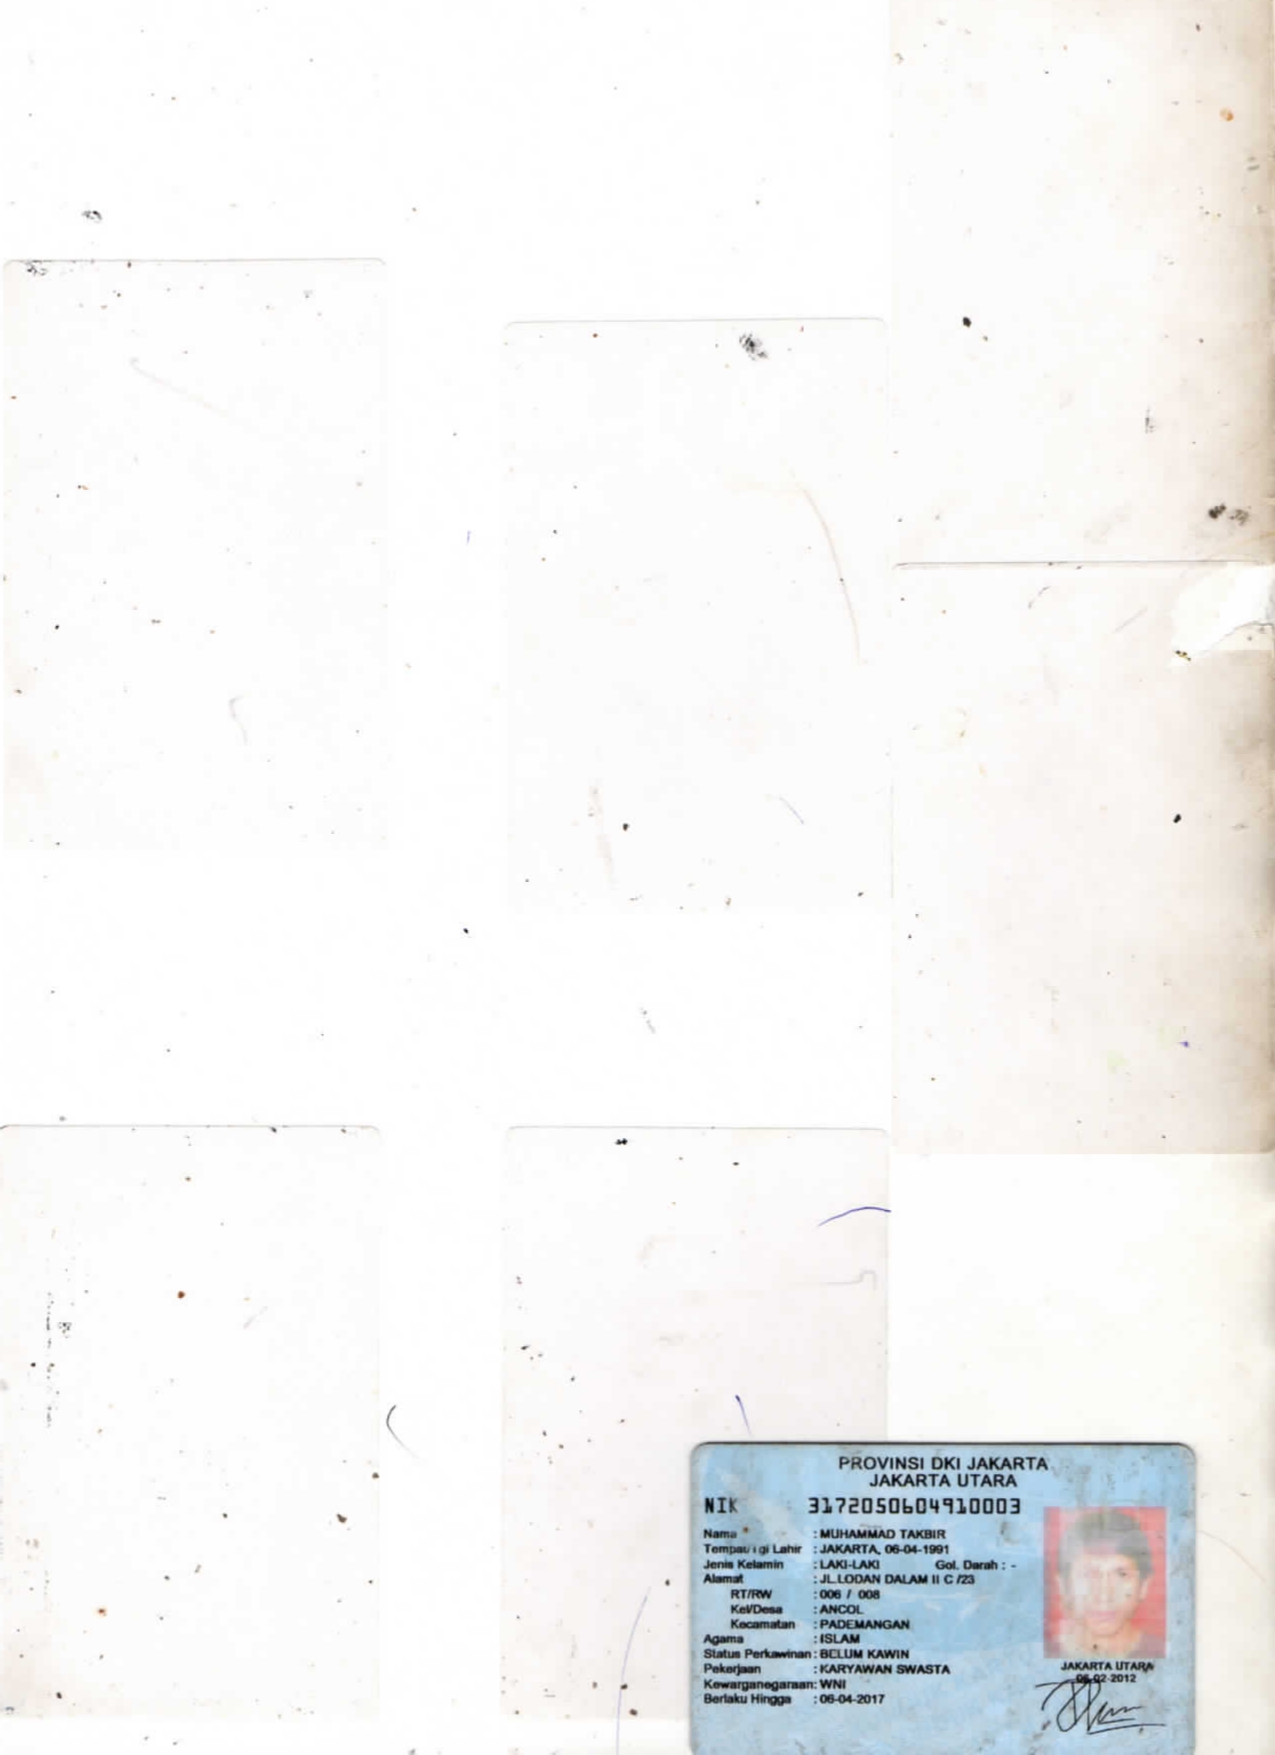 PROVINSI DKI JAKARTA
JAKARTA UTARA
NIK 3172050604910003
Nama : MUHAMMAD TAKBIR
Tempat/Tgl Lahir : JAKARTA, 06-04-1991
Jenis Kelamin : LAKI-LAKI Gol. Darah : -
Alamat : JL.LODAN DALAM II C /23
RT/RW : 006 / 008
Kel/Desa : ANCOL
Kecamatan : PADEMANGAN
Agama : ISLAM
Status Perkawinan : BELUM KAWIN
Pekerjaan : KARYAWAN SWASTA
Kewarganegaraan: WNI
Berlaku Hingga : 06-04-2017
JAKARTA UTARA
06-02-2012